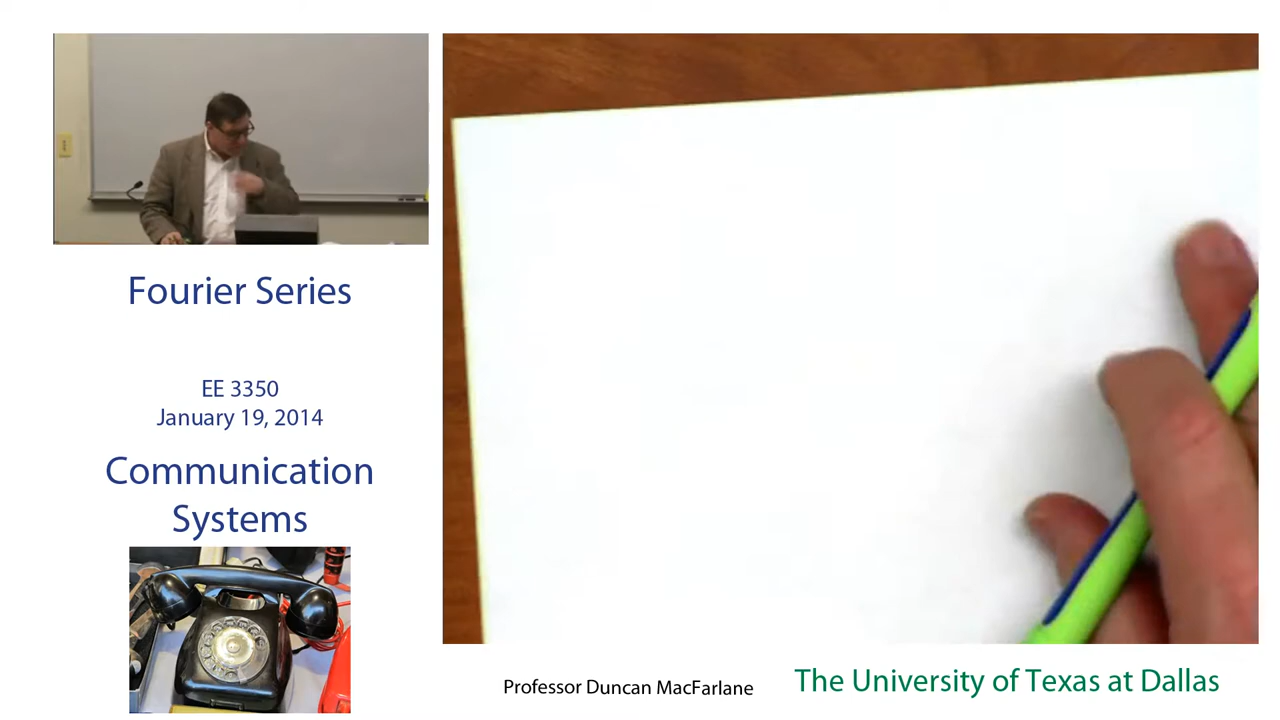 Fourier Series
EE 3350
January 19, 2014
Communication
Systems
Professor Duncan MacFarlane
The University of Texas at Dallas